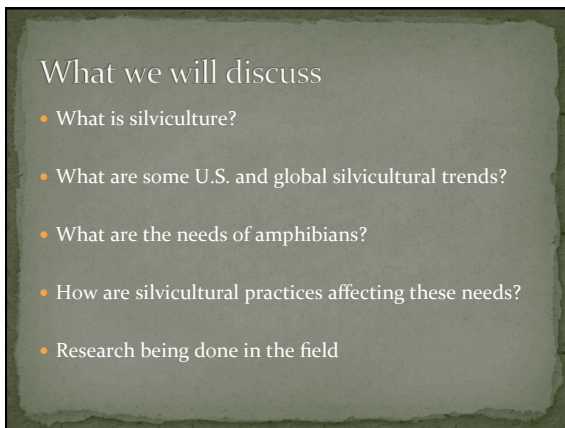 What we will discuss
• What is silviculture?
• What are some U.S. and global silvicultural trends?
• What are the needs of amphibians?
• How are silvicultural practices affecting these needs?
• Research being done in the field